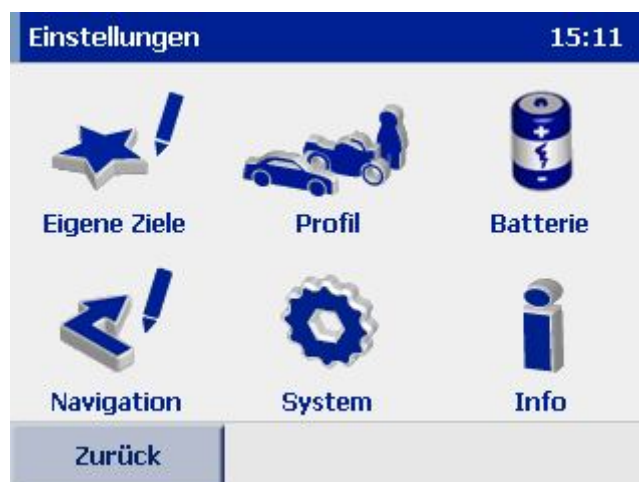 Einstellungen 15:11
Eigene Ziele Profil Batterie
Navigation System Info
Zurück